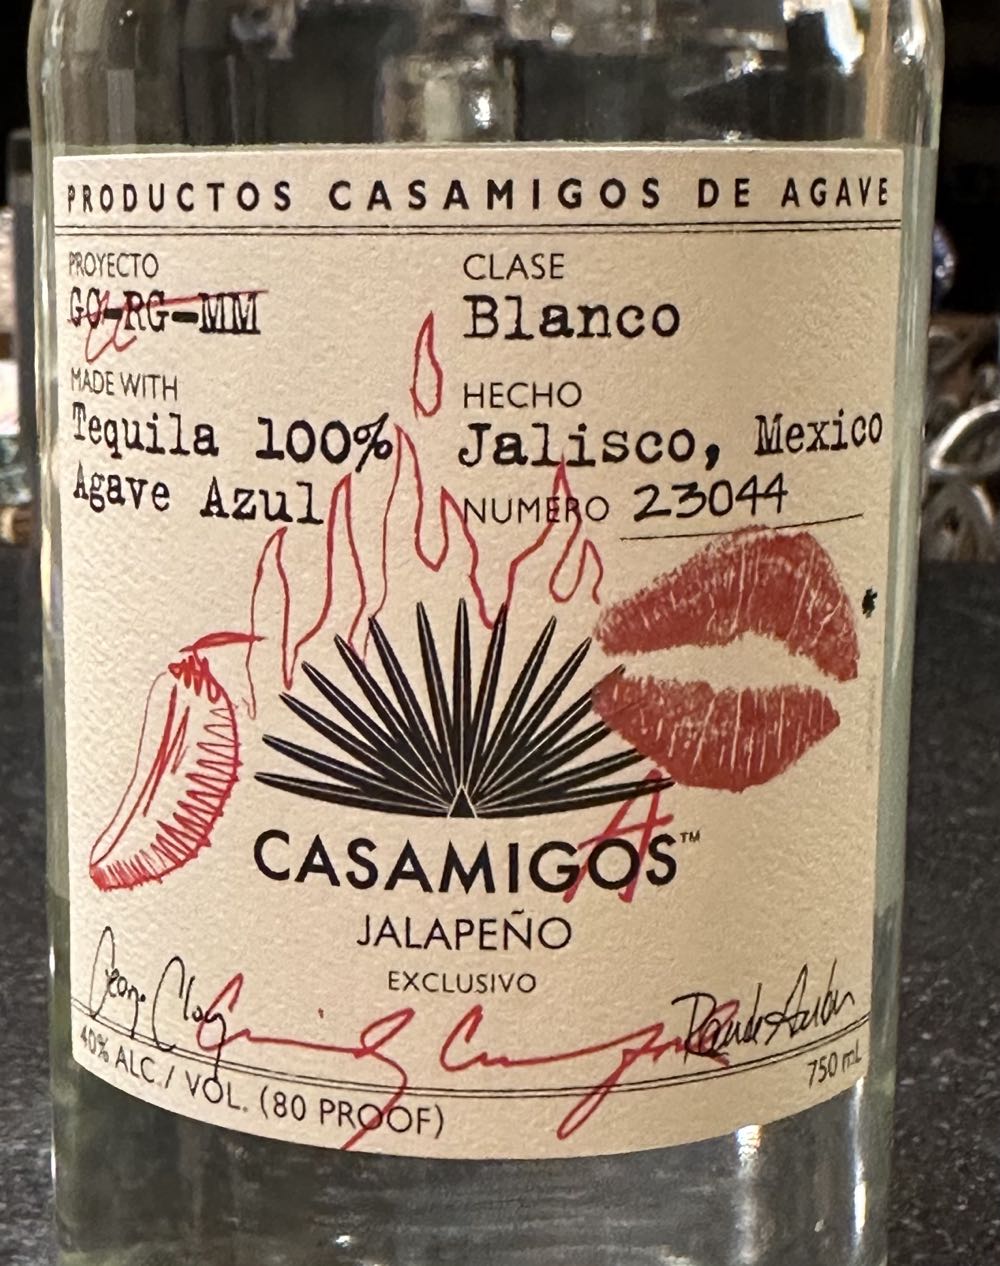 PRODUCTOS CASAMIGOS DE AGAVE
PROYECTO
GC-RG-MM
CLASE
Blanco
MADE WITH
Tequila 100%
Agave Azul
HECHO
Jalisco, Mexico
NUMERO 23044
A
CASAMIGOS™
JALAPEÑO
EXCLUSIVO
40% ALC./ VOL. (80 PROOF)
750 mL